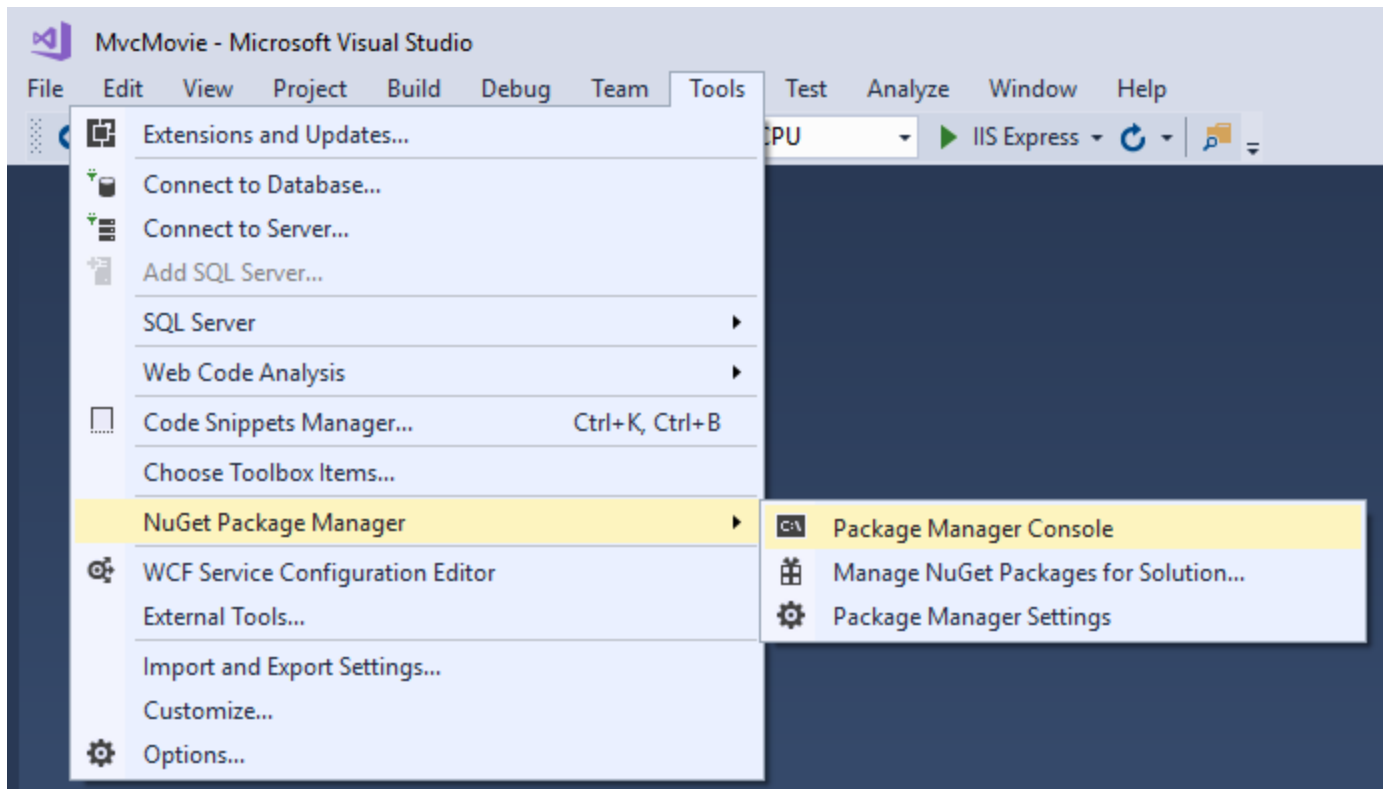 MvcMovie - Microsoft Visual Studio
File Edit View Project Build Debug Team Tools Test Analyze Window Help
IIS Express
Extensions and Updates...
Connect to Database...
Connect to Server...
Add SQL Server...
SQL Server
Web Code Analysis
Code Snippets Manager... Ctrl+K, Ctrl+B
Choose Toolbox Items...
NuGet Package Manager
Package Manager Console
Manage NuGet Packages for Solution...
Package Manager Settings
WCF Service Configuration Editor
External Tools...
Import and Export Settings...
Customize...
Options...